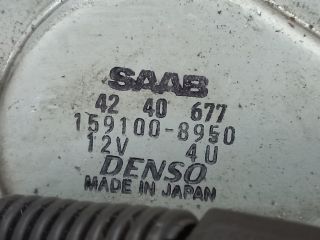 SAAB
42 40 677
159100-8950
12V 4U
DENSO
MADE IN JAPAN